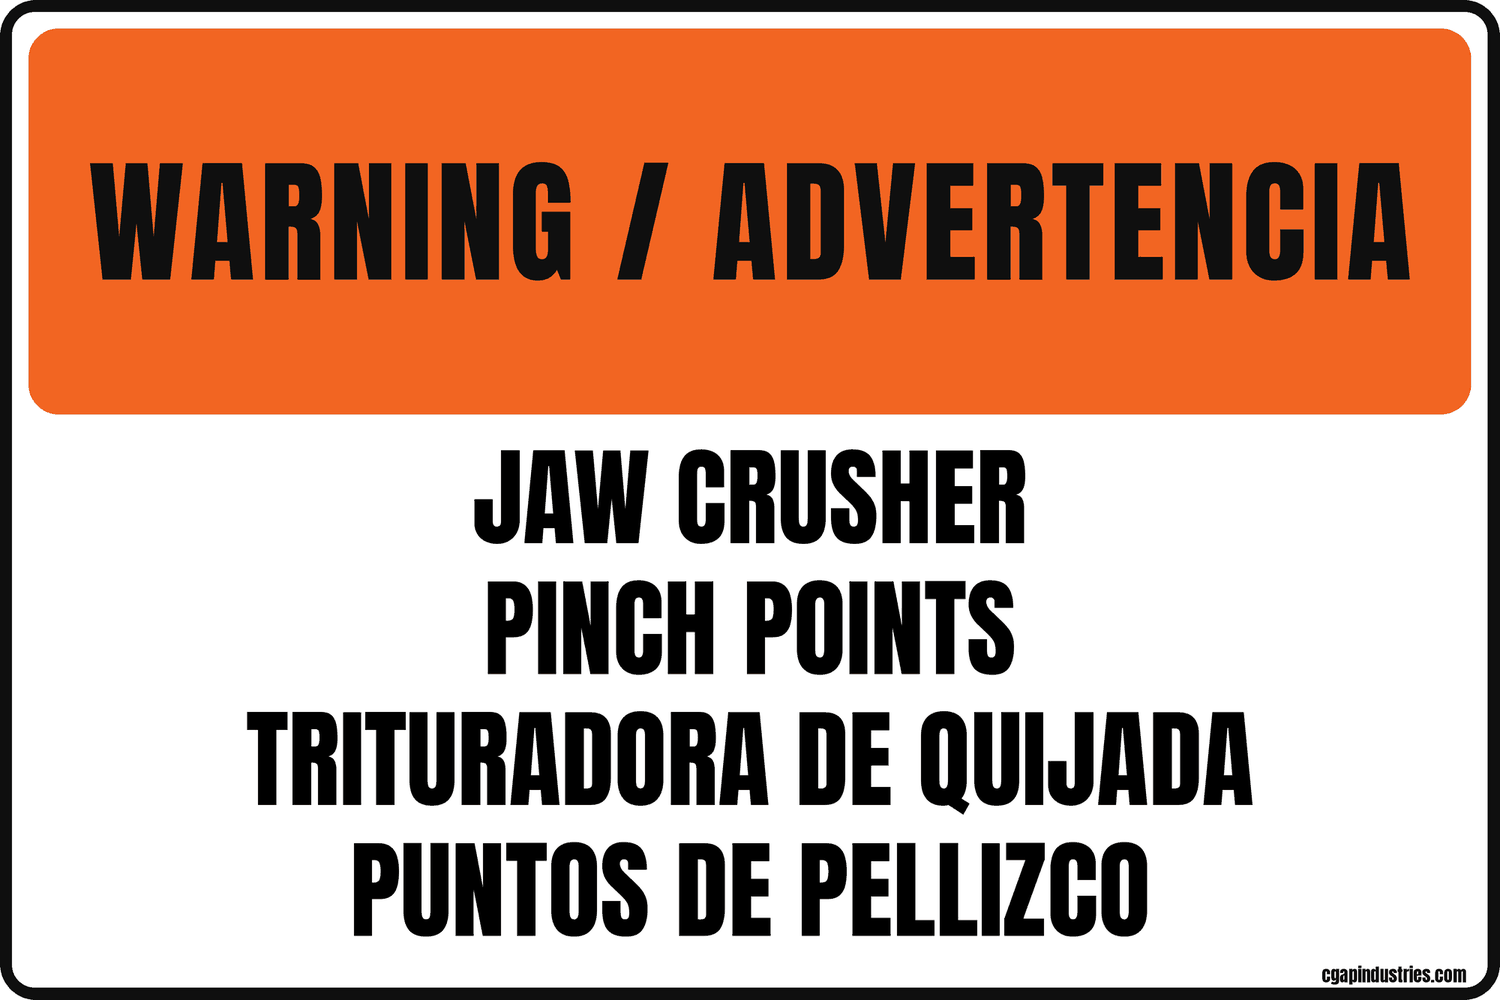 WARNING / ADVERTENCIA
JAW CRUSHER
PINCH POINTS
TRITURADORA DE QUIJADA
PUNTOS DE PELLIZCO
cgapindustries.com